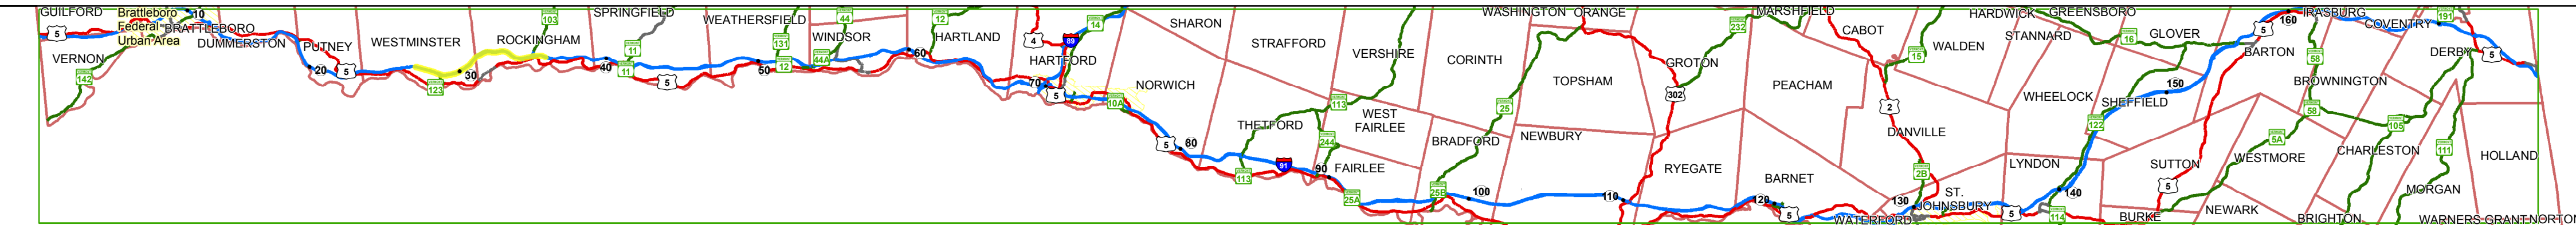 GUILFORD
Brattleboro
Federal
Urban Area
5
10
BRATTLEBORO
DUMMERSTON
VERNON
142
PUTNEY
20
5
WESTMINSTER
123
30
ROCKINGHAM
103
40
SPRINGFIELD
11
11
5
WEATHERSFIELD
131
50
12
44
WINDSOR
44A
60
12
HARTLAND
4
89
14
HARTFORD
70
5
10A
NORWICH
SHARON
5
80
STRAFFORD
THETFORD
113
91
VERSHIRE
113
WEST
FAIRLEE
244
90
FAIRLEE
25A
CORINTH
25
BRADFORD
25B
100
WASHINGTON
ORANGE
TOPSHAM
NEWBURY
110
GROTON
302
RYEGATE
232
MARSHFIELD
PEACHAM
BARNET
120
5
CABOT
2
DANVILLE
2B
WALDEN
15
130
WATERFORD
ST.
JOHNSBURY
5
HARDWICK
STANNARD
GREENSBORO
16
GLOVER
WHEELOCK
SHEFFIELD
122
150
LYNDON
140
114
SUTTON
5
BURKE
5
160
BARTON
IRASBURG
COVENTRY
191
58
BROWNINGTON
58
5A
WESTMORE
NEWARK
DERBY
5
105
CHARLESTON
111
HOLLAND
MORGAN
BRIGHTON
WARNERS GRANT